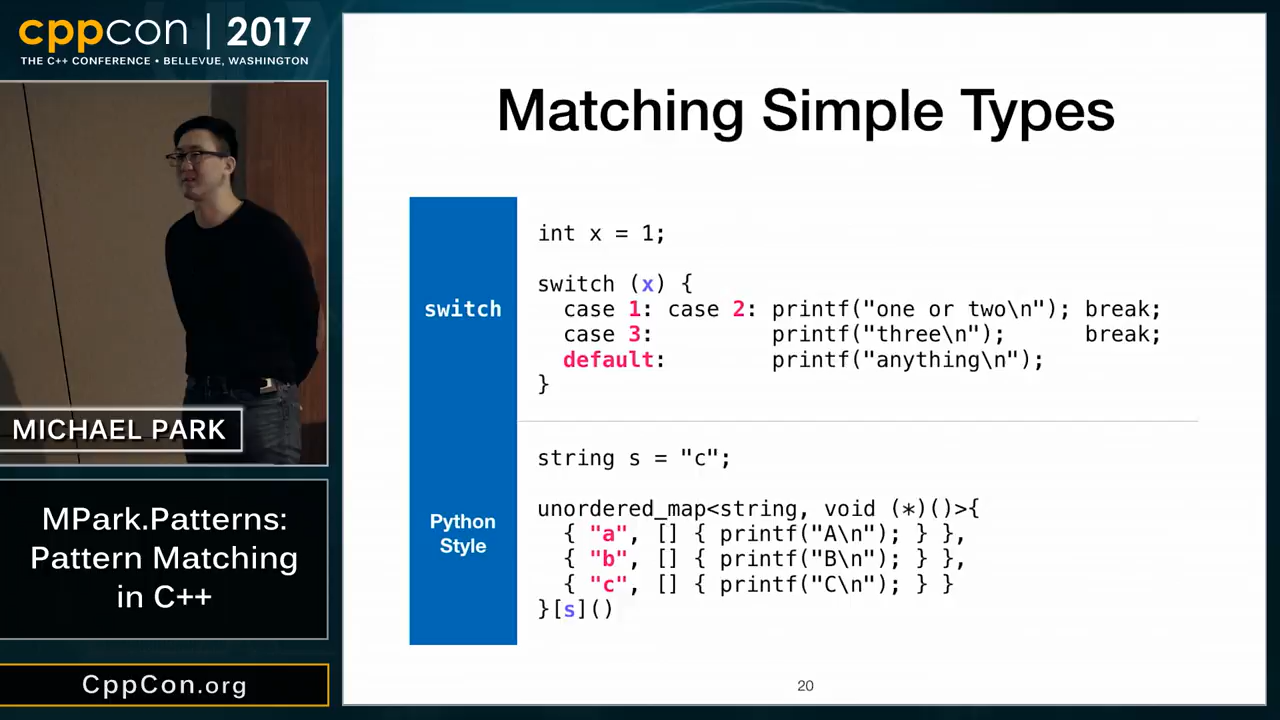 cppcon | 2017
THE C++ CONFERENCE • BELLEVUE, WASHINGTON
MICHAEL PARK
MPark.Patterns:
Pattern Matching
in C++
CppCon.org
Matching Simple Types
switch
int x = 1;
switch (x) {
case 1: case 2: printf("one or two\n"); break;
case 3: printf("three\n"); break;
default: printf("anything\n");
}
Python
Style
string s = "c";
unordered_map<string, void (*)()>{
{ "a", [] { printf("A\n"); } },
{ "b", [] { printf("B\n"); } },
{ "c", [] { printf("C\n"); } }
}[s]()
20